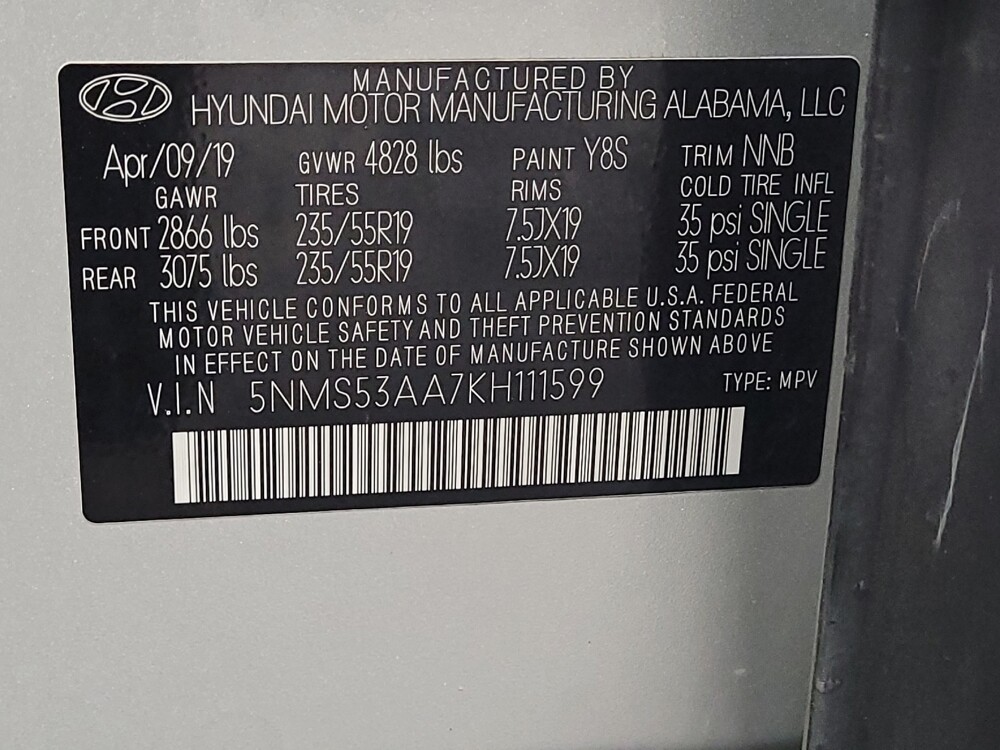 MANUFACTURED BY
HYUNDAI MOTOR MANUFACTURING ALABAMA, LLC
Apr/09/19 GVWR 4828 lbs PAINT Y8S TRIM NNB
GAWR TIRES RIMS COLD TIRE INFL
FRONT 2866 lbs 235/55R19 7.5JX19 35 psi SINGLE
REAR 3075 lbs 235/55R19 7.5JX19 35 psi SINGLE
THIS VEHICLE CONFORMS TO ALL APPLICABLE U.S.A. FEDERAL
MOTOR VEHICLE SAFETY AND THEFT PREVENTION STANDARDS
IN EFFECT ON THE DATE OF MANUFACTURE SHOWN ABOVE
V.I.N 5NMS53AA7KH111599 TYPE: MPV